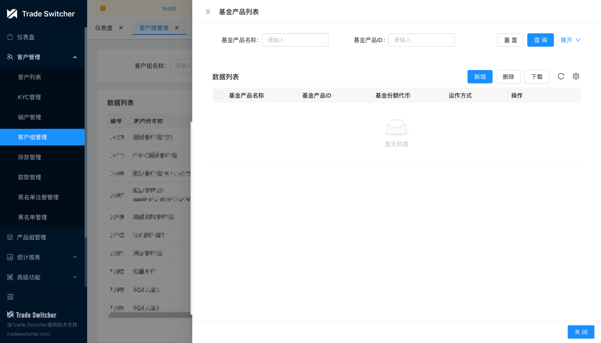 Trade Switcher
仪表盘
客户管理
客户列表
KYC管理
销户管理
客户组管理
存款管理
取款管理
黑名单注册管理
黑名单管理
产品组管理
统计报表
高级功能
Trade Switcher
由Trade Switcher提供技术支持
tradeswitcher.com
仪表盘
客户组管理
客户组名称:
请输入
数据列表
编号
基金产品列表
基金产品名称:
请输入
基金产品ID:
请输入
重 置
查 询
展开
数据列表
新增
删除
下载
基金产品名称
基金产品ID
基金份额代币
运作方式
操作
暂无数据
关 闭